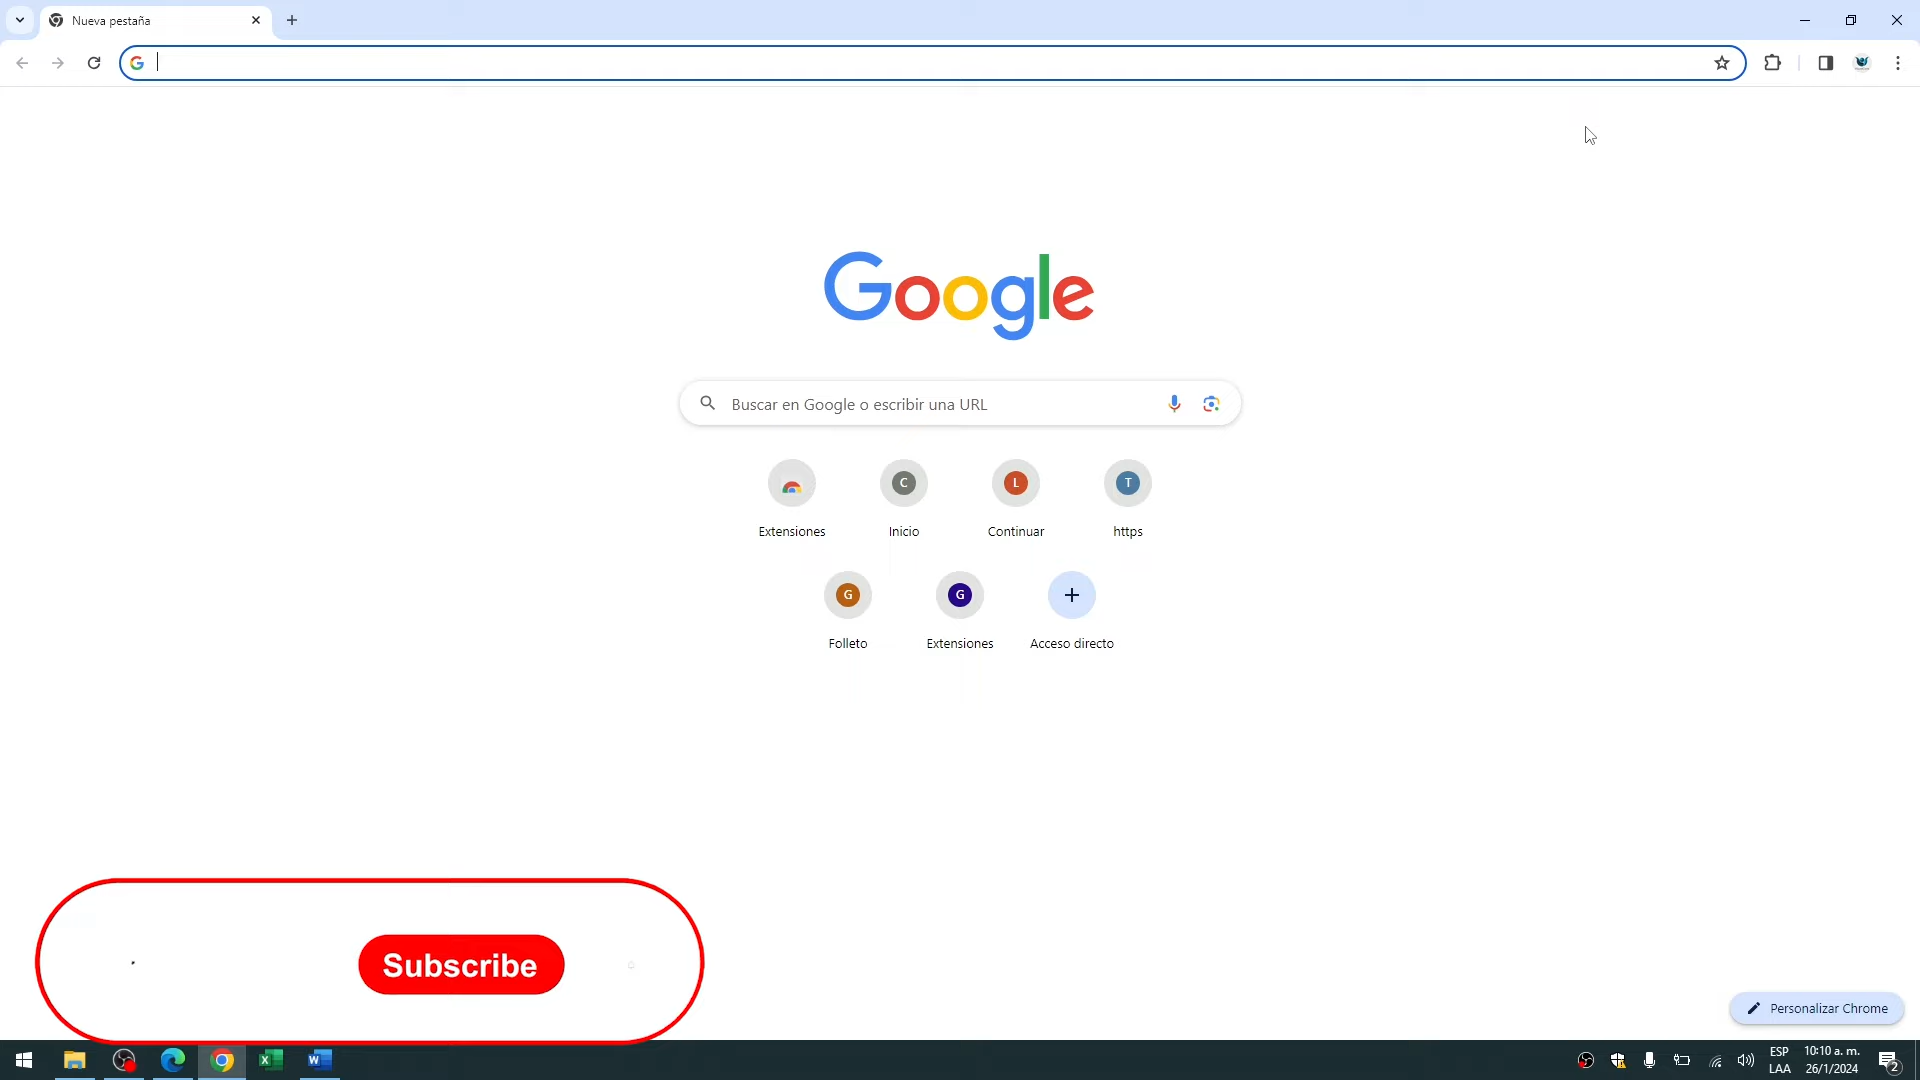 Nueva pestaña
Google
Buscar en Google o escribir una URL
C
L
T
Extensiones
Inicio
Continuar
https
G
G
Folleto
Extensiones
Acceso directo
Subscribe
Personalizar Chrome
ESP
LAA
10:10 a. m.
26/1/2024
2